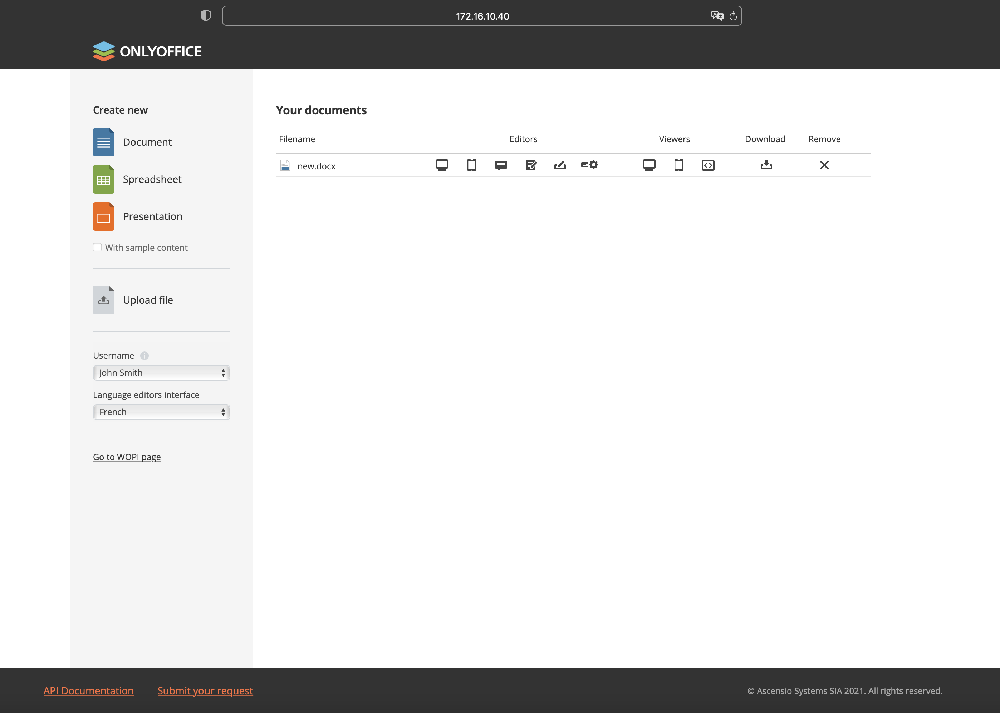 172.16.10.40
ONLYOFFICE
Create new
Document
Spreadsheet
Presentation
With sample content
Upload file
Username
John Smith
Language editors interface
French
Go to WOPI page
Your documents
Filename Editors Viewers Download Remove
new.docx
API Documentation Submit your request © Ascensio Systems SIA 2021. All rights reserved.